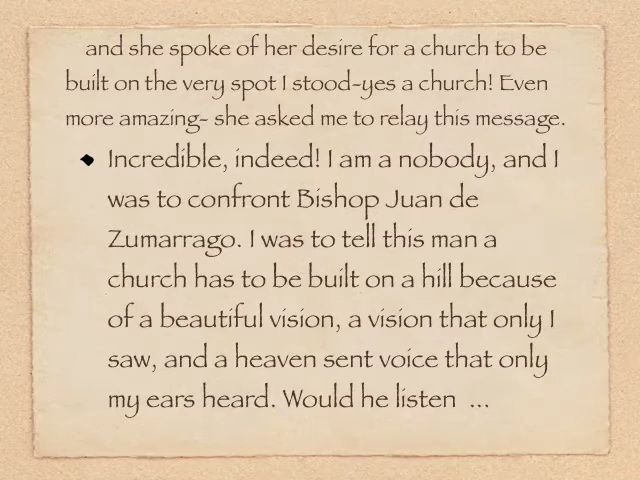 and she spoke of her desire for a church to be
built on the very spot I stood-yes a church! Even
more amazing- she asked me to relay this message.
Incredible, indeed! I am a nobody, and I
was to confront Bishop Juan de
Zumarrago. I was to tell this man a
church has to be built on a hill because
of a beautiful vision, a vision that only I
saw, and a heaven sent voice that only
my ears heard. Would he listen ...